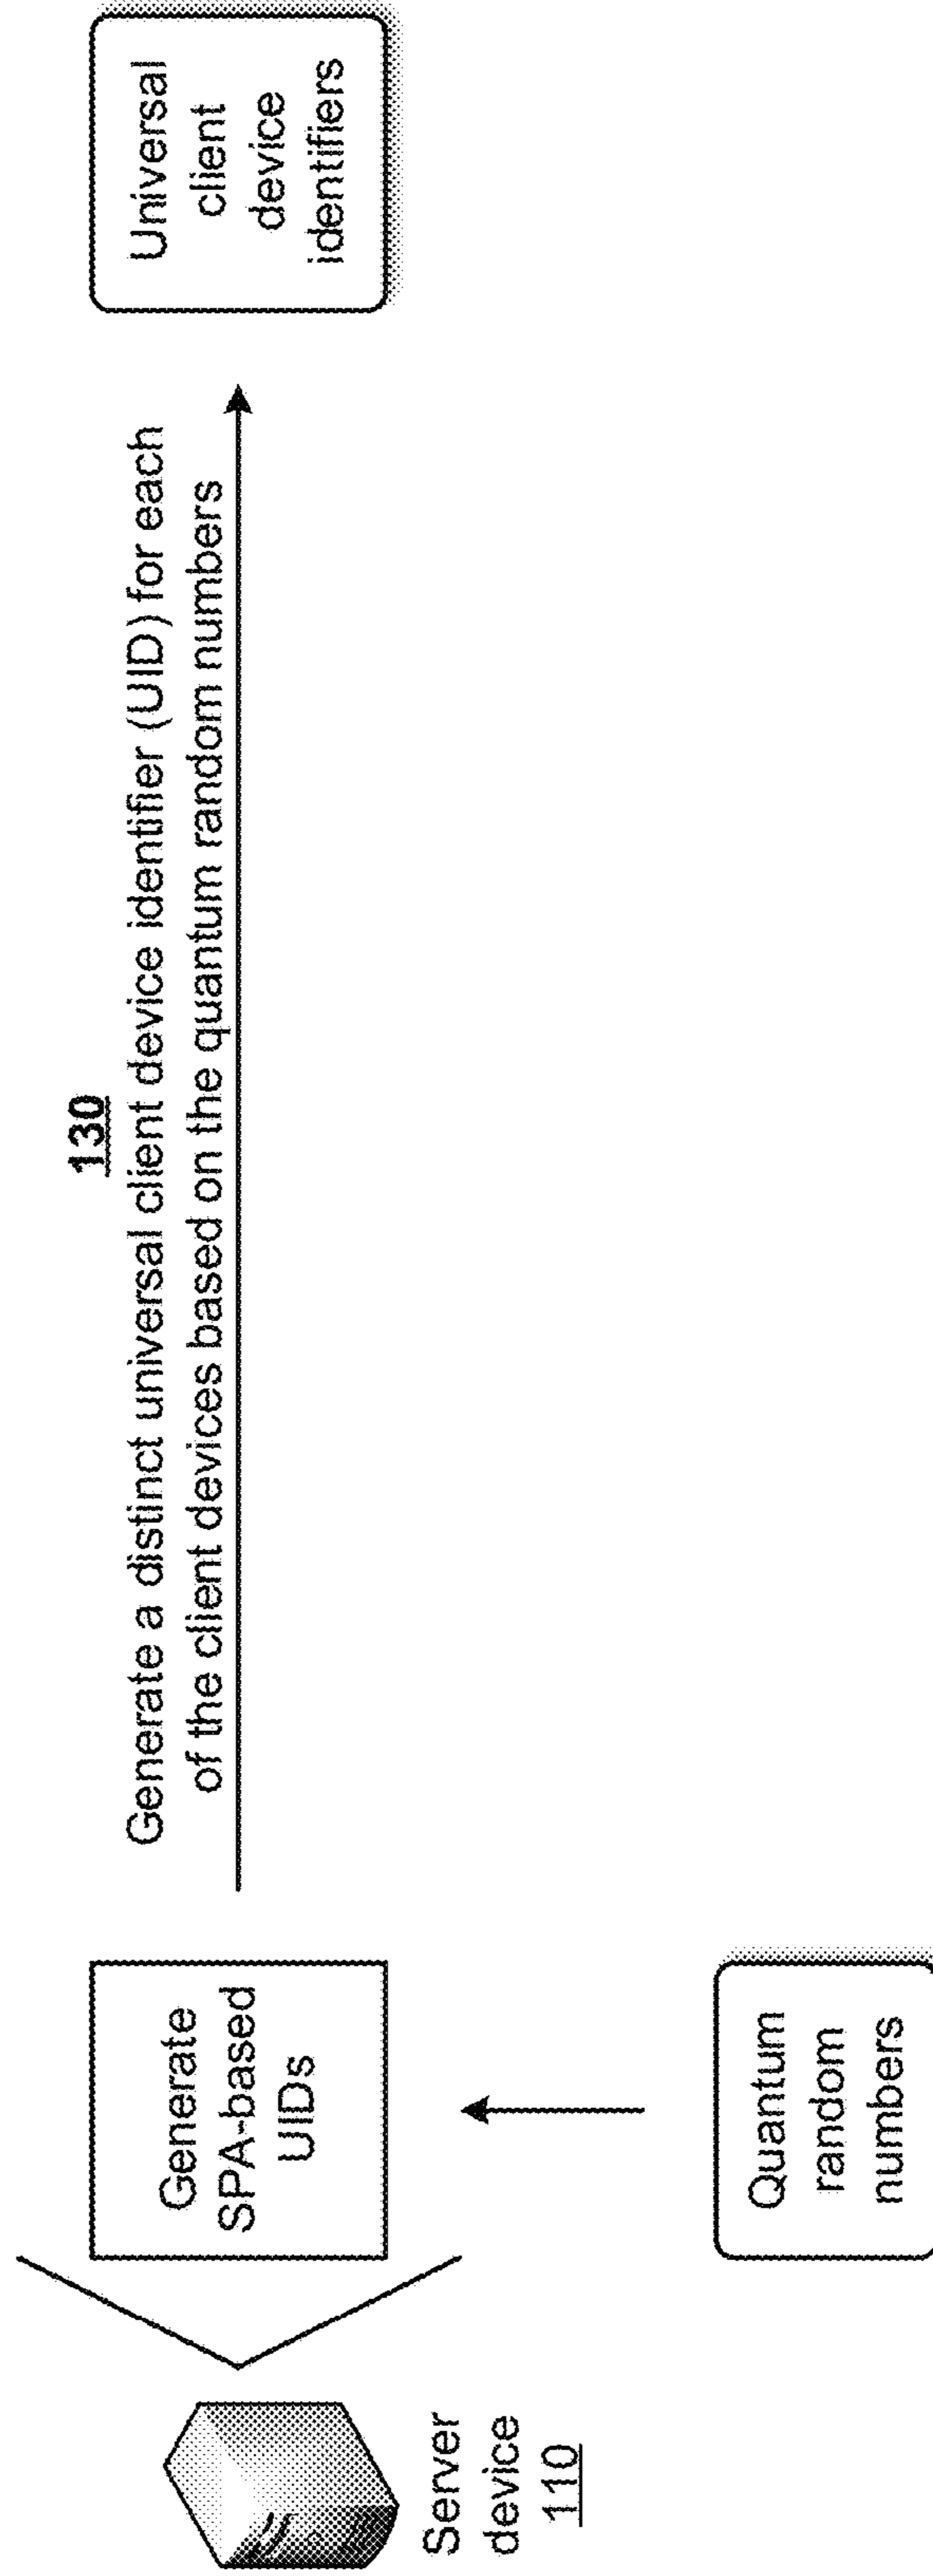 130
Generate a distinct universal client device identifier (UID) for each
of the client devices based on the quantum random numbers
Server
device
110
Generate
SPA-based
UIDs
Universal
client
device
identifiers
Quantum
random
numbers